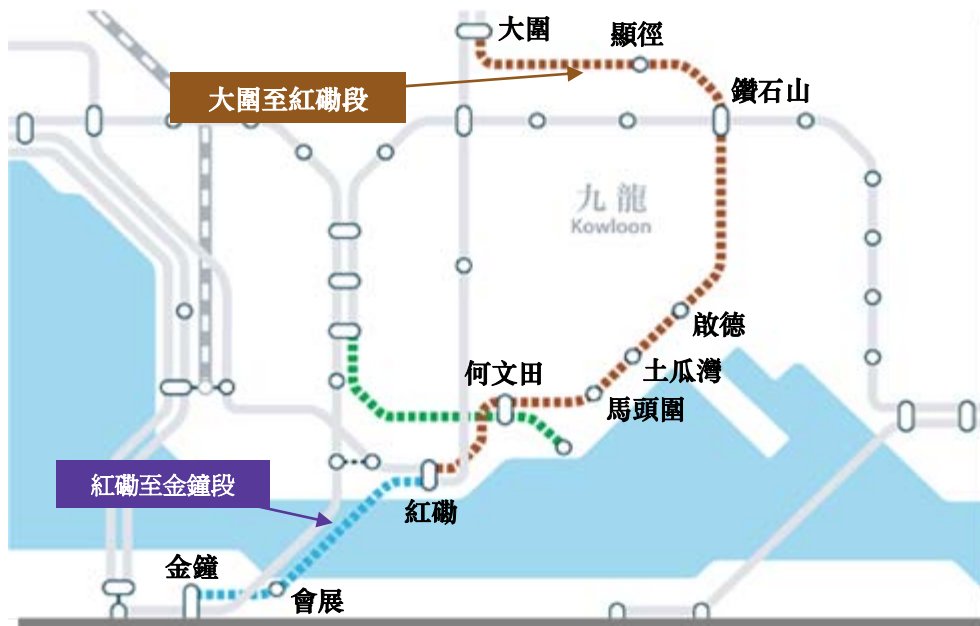 大圍
顯徑
大圍至紅磡段
鑽石山
九龍
Kowloon
啟德
土瓜灣
何文田
馬頭圍
紅磡至金鐘段
紅磡
金鐘
會展